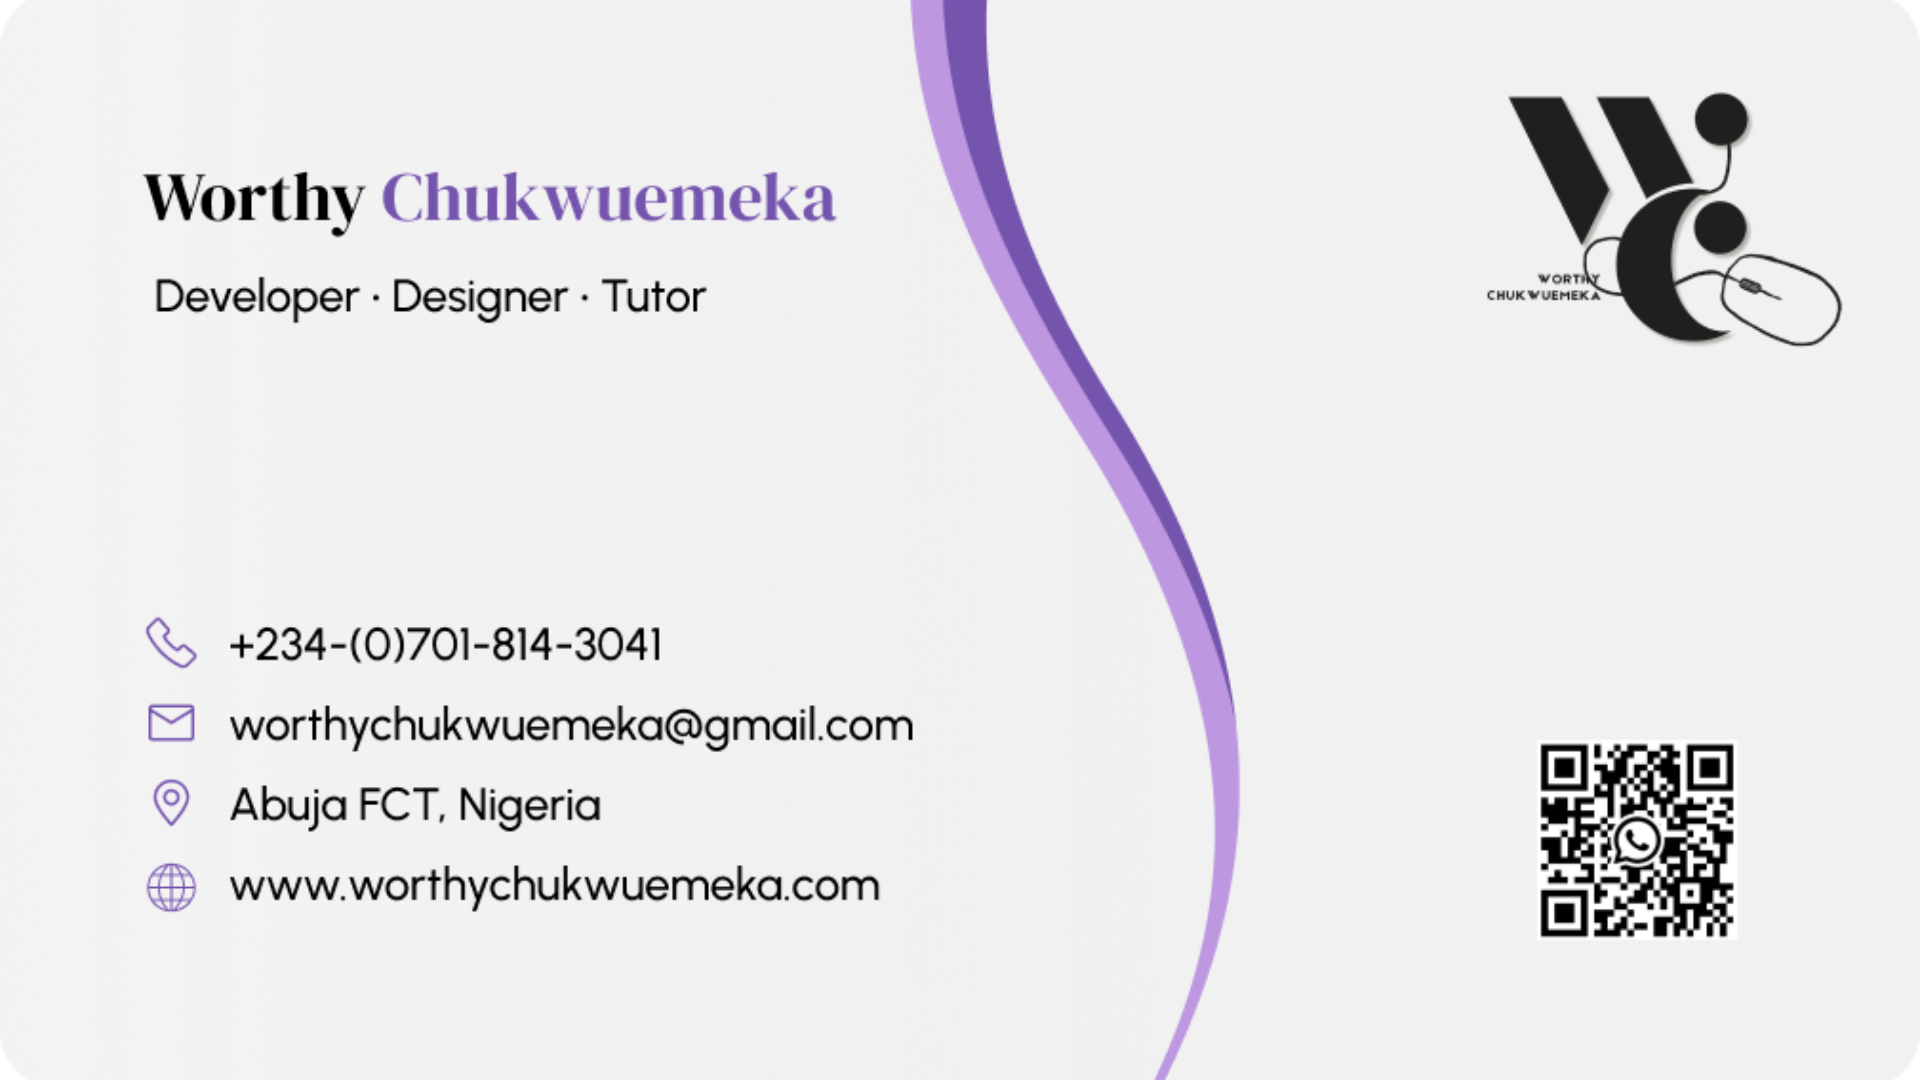 Worthy Chukwuemeka
Developer · Designer · Tutor
WORTHY
CHUKWUEMEKA
+234-(0)701-814-3041
worthychukwuemeka@gmail.com
Abuja FCT, Nigeria
www.worthychukwuemeka.com